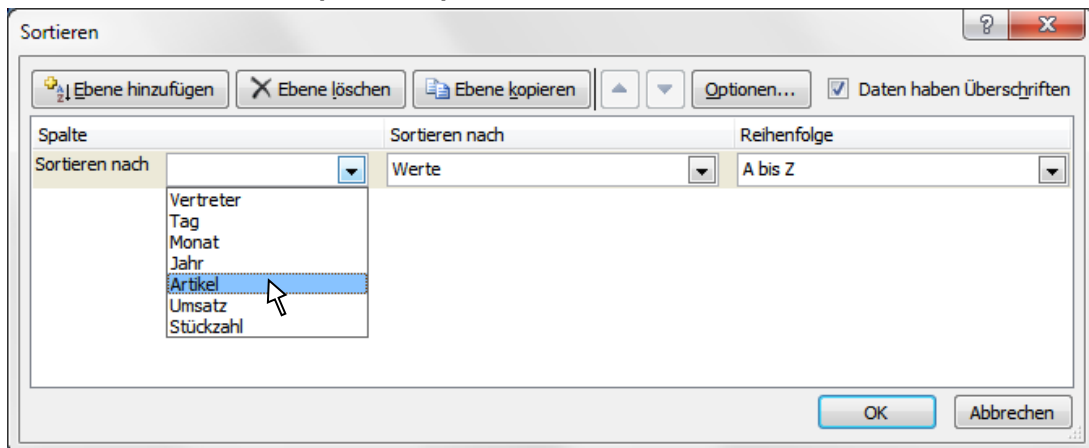 Sortieren
Ebene hinzufügen Ebene löschen Ebene kopieren Optionen... Daten haben Überschriften
Spalte Sortieren nach Reihenfolge
Sortieren nach Werte A bis Z
Vertreter
Tag
Monat
Jahr
Artikel
Umsatz
Stückzahl
OK Abbrechen